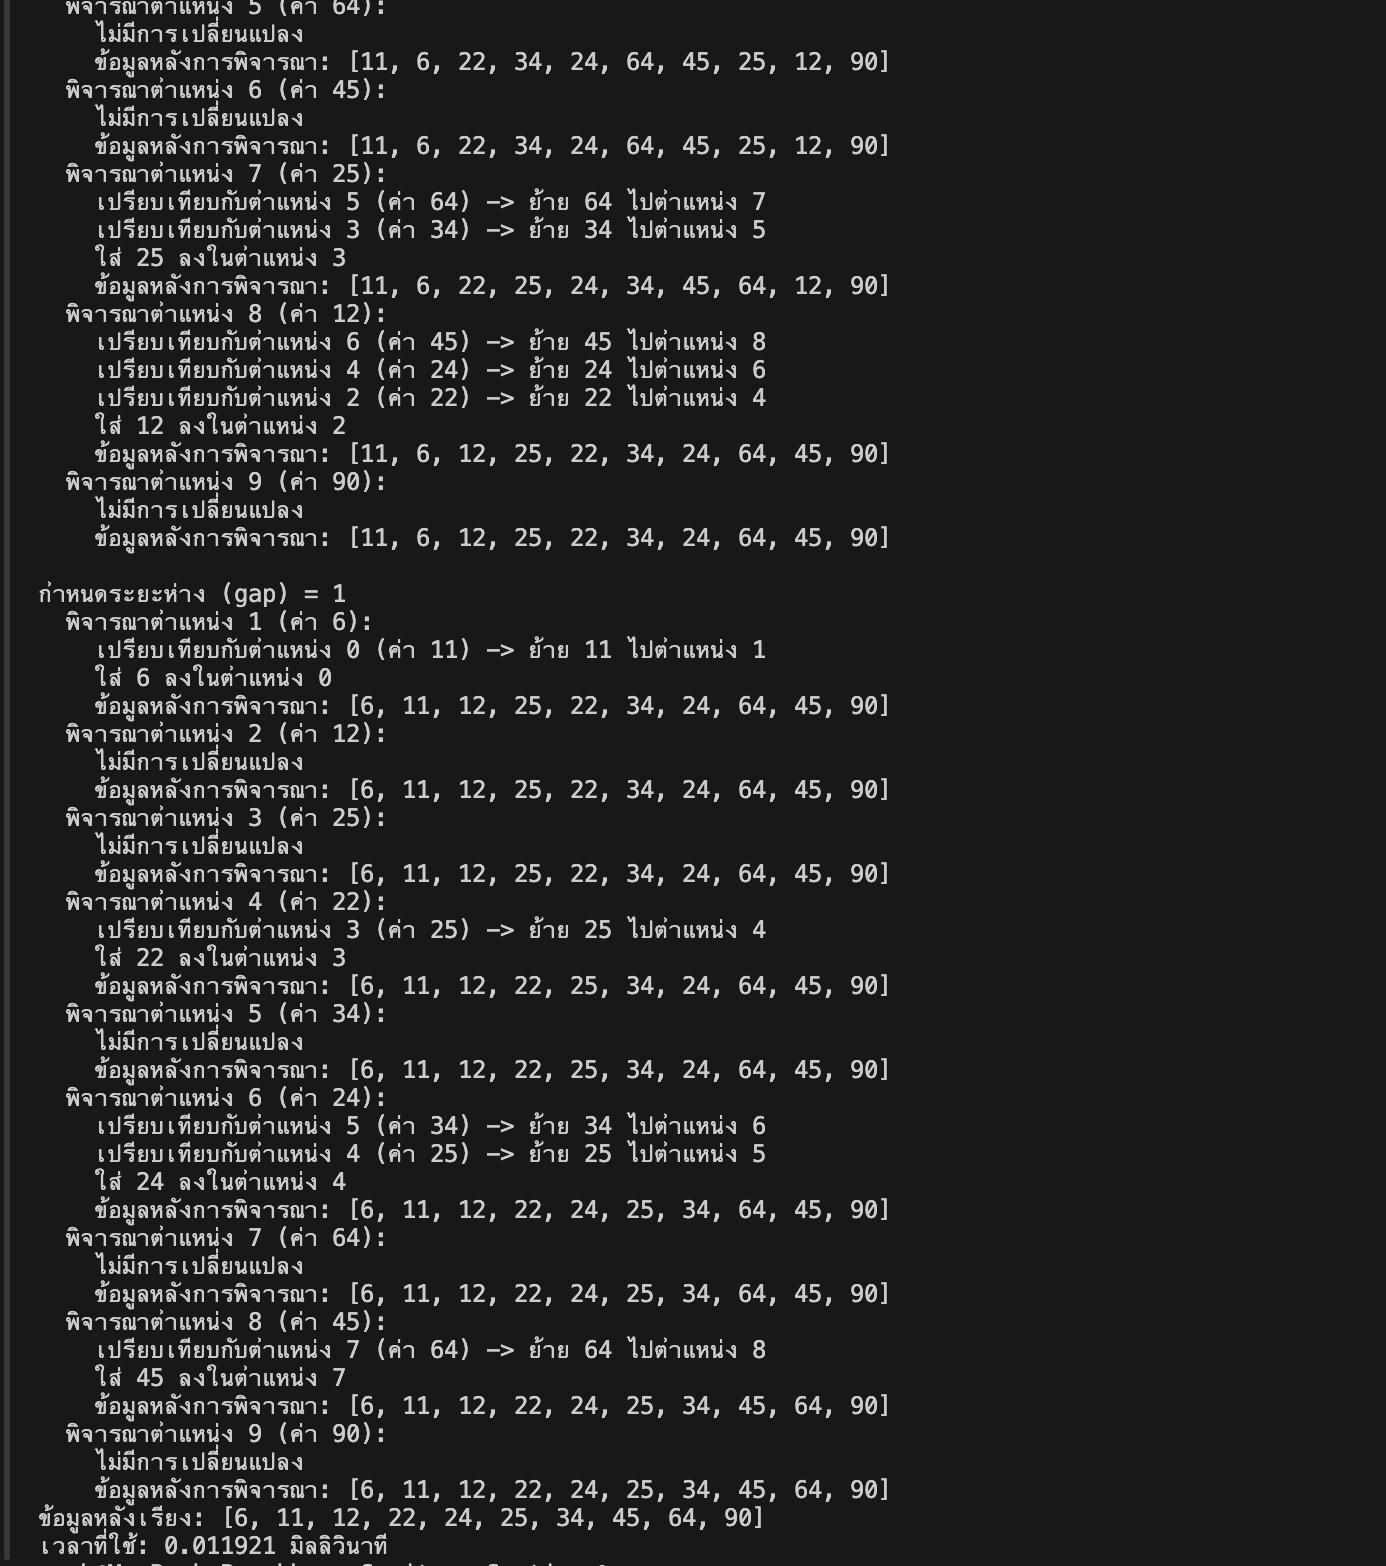 พิจารณาตำแหน่ง 5 (ค่า 64):
ไม่มีการเปลี่ยนแปลง
ข้อมูลหลังการพิจารณา: [11, 6, 22, 34, 24, 64, 45, 25, 12, 90]
พิจารณาตำแหน่ง 6 (ค่า 45):
ไม่มีการเปลี่ยนแปลง
ข้อมูลหลังการพิจารณา: [11, 6, 22, 34, 24, 64, 45, 25, 12, 90]
พิจารณาตำแหน่ง 7 (ค่า 25):
เปรียบเทียบกับตำแหน่ง 5 (ค่า 64) -> ย้าย 64 ไปตำแหน่ง 7
เปรียบเทียบกับตำแหน่ง 3 (ค่า 34) -> ย้าย 34 ไปตำแหน่ง 5
ใส่ 25 ลงในตำแหน่ง 3
ข้อมูลหลังการพิจารณา: [11, 6, 22, 25, 24, 34, 45, 64, 12, 90]
พิจารณาตำแหน่ง 8 (ค่า 12):
เปรียบเทียบกับตำแหน่ง 6 (ค่า 45) -> ย้าย 45 ไปตำแหน่ง 8
เปรียบเทียบกับตำแหน่ง 4 (ค่า 24) -> ย้าย 24 ไปตำแหน่ง 6
เปรียบเทียบกับตำแหน่ง 2 (ค่า 22) -> ย้าย 22 ไปตำแหน่ง 4
ใส่ 12 ลงในตำแหน่ง 2
ข้อมูลหลังการพิจารณา: [11, 6, 12, 25, 22, 34, 24, 64, 45, 90]
พิจารณาตำแหน่ง 9 (ค่า 90):
ไม่มีการเปลี่ยนแปลง
ข้อมูลหลังการพิจารณา: [11, 6, 12, 25, 22, 34, 24, 64, 45, 90]
กำหนดระยะห่าง (gap) = 1
พิจารณาตำแหน่ง 1 (ค่า 6):
เปรียบเทียบกับตำแหน่ง 0 (ค่า 11) -> ย้าย 11 ไปตำแหน่ง 1
ใส่ 6 ลงในตำแหน่ง 0
ข้อมูลหลังการพิจารณา: [6, 11, 12, 25, 22, 34, 24, 64, 45, 90]
พิจารณาตำแหน่ง 2 (ค่า 12):
ไม่มีการเปลี่ยนแปลง
ข้อมูลหลังการพิจารณา: [6, 11, 12, 25, 22, 34, 24, 64, 45, 90]
พิจารณาตำแหน่ง 3 (ค่า 25):
ไม่มีการเปลี่ยนแปลง
ข้อมูลหลังการพิจารณา: [6, 11, 12, 25, 22, 34, 24, 64, 45, 90]
พิจารณาตำแหน่ง 4 (ค่า 22):
เปรียบเทียบกับตำแหน่ง 3 (ค่า 25) -> ย้าย 25 ไปตำแหน่ง 4
ใส่ 22 ลงในตำแหน่ง 3
ข้อมูลหลังการพิจารณา: [6, 11, 12, 22, 25, 34, 24, 64, 45, 90]
พิจารณาตำแหน่ง 5 (ค่า 34):
ไม่มีการเปลี่ยนแปลง
ข้อมูลหลังการพิจารณา: [6, 11, 12, 22, 25, 34, 24, 64, 45, 90]
พิจารณาตำแหน่ง 6 (ค่า 24):
เปรียบเทียบกับตำแหน่ง 5 (ค่า 34) -> ย้าย 34 ไปตำแหน่ง 6
เปรียบเทียบกับตำแหน่ง 4 (ค่า 25) -> ย้าย 25 ไปตำแหน่ง 5
ใส่ 24 ลงในตำแหน่ง 4
ข้อมูลหลังการพิจารณา: [6, 11, 12, 22, 24, 25, 34, 64, 45, 90]
พิจารณาตำแหน่ง 7 (ค่า 64):
ไม่มีการเปลี่ยนแปลง
ข้อมูลหลังการพิจารณา: [6, 11, 12, 22, 24, 25, 34, 64, 45, 90]
พิจารณาตำแหน่ง 8 (ค่า 45):
เปรียบเทียบกับตำแหน่ง 7 (ค่า 64) -> ย้าย 64 ไปตำแหน่ง 8
ใส่ 45 ลงในตำแหน่ง 7
ข้อมูลหลังการพิจารณา: [6, 11, 12, 22, 24, 25, 34, 45, 64, 90]
พิจารณาตำแหน่ง 9 (ค่า 90):
ไม่มีการเปลี่ยนแปลง
ข้อมูลหลังการพิจารณา: [6, 11, 12, 22, 24, 25, 34, 45, 64, 90]
ข้อมูลหลังเรียง: [6, 11, 12, 22, 24, 25, 34, 45, 64, 90]
เวลาที่ใช้: 0.011921 มิลลิวินาที